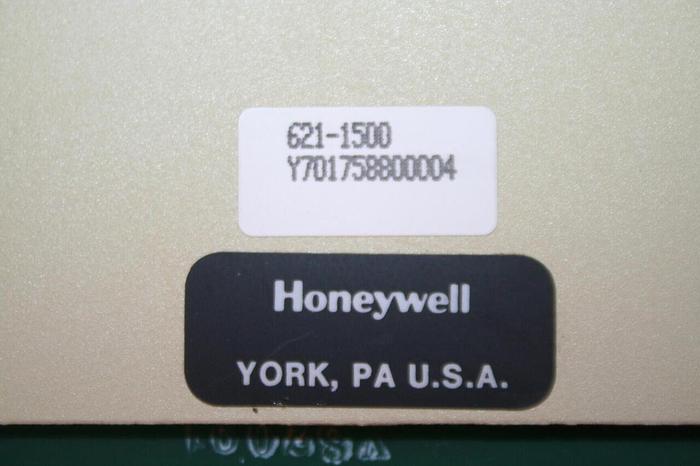 621-1500
Y701758800004
Honeywell
YORK, PA U.S.A.